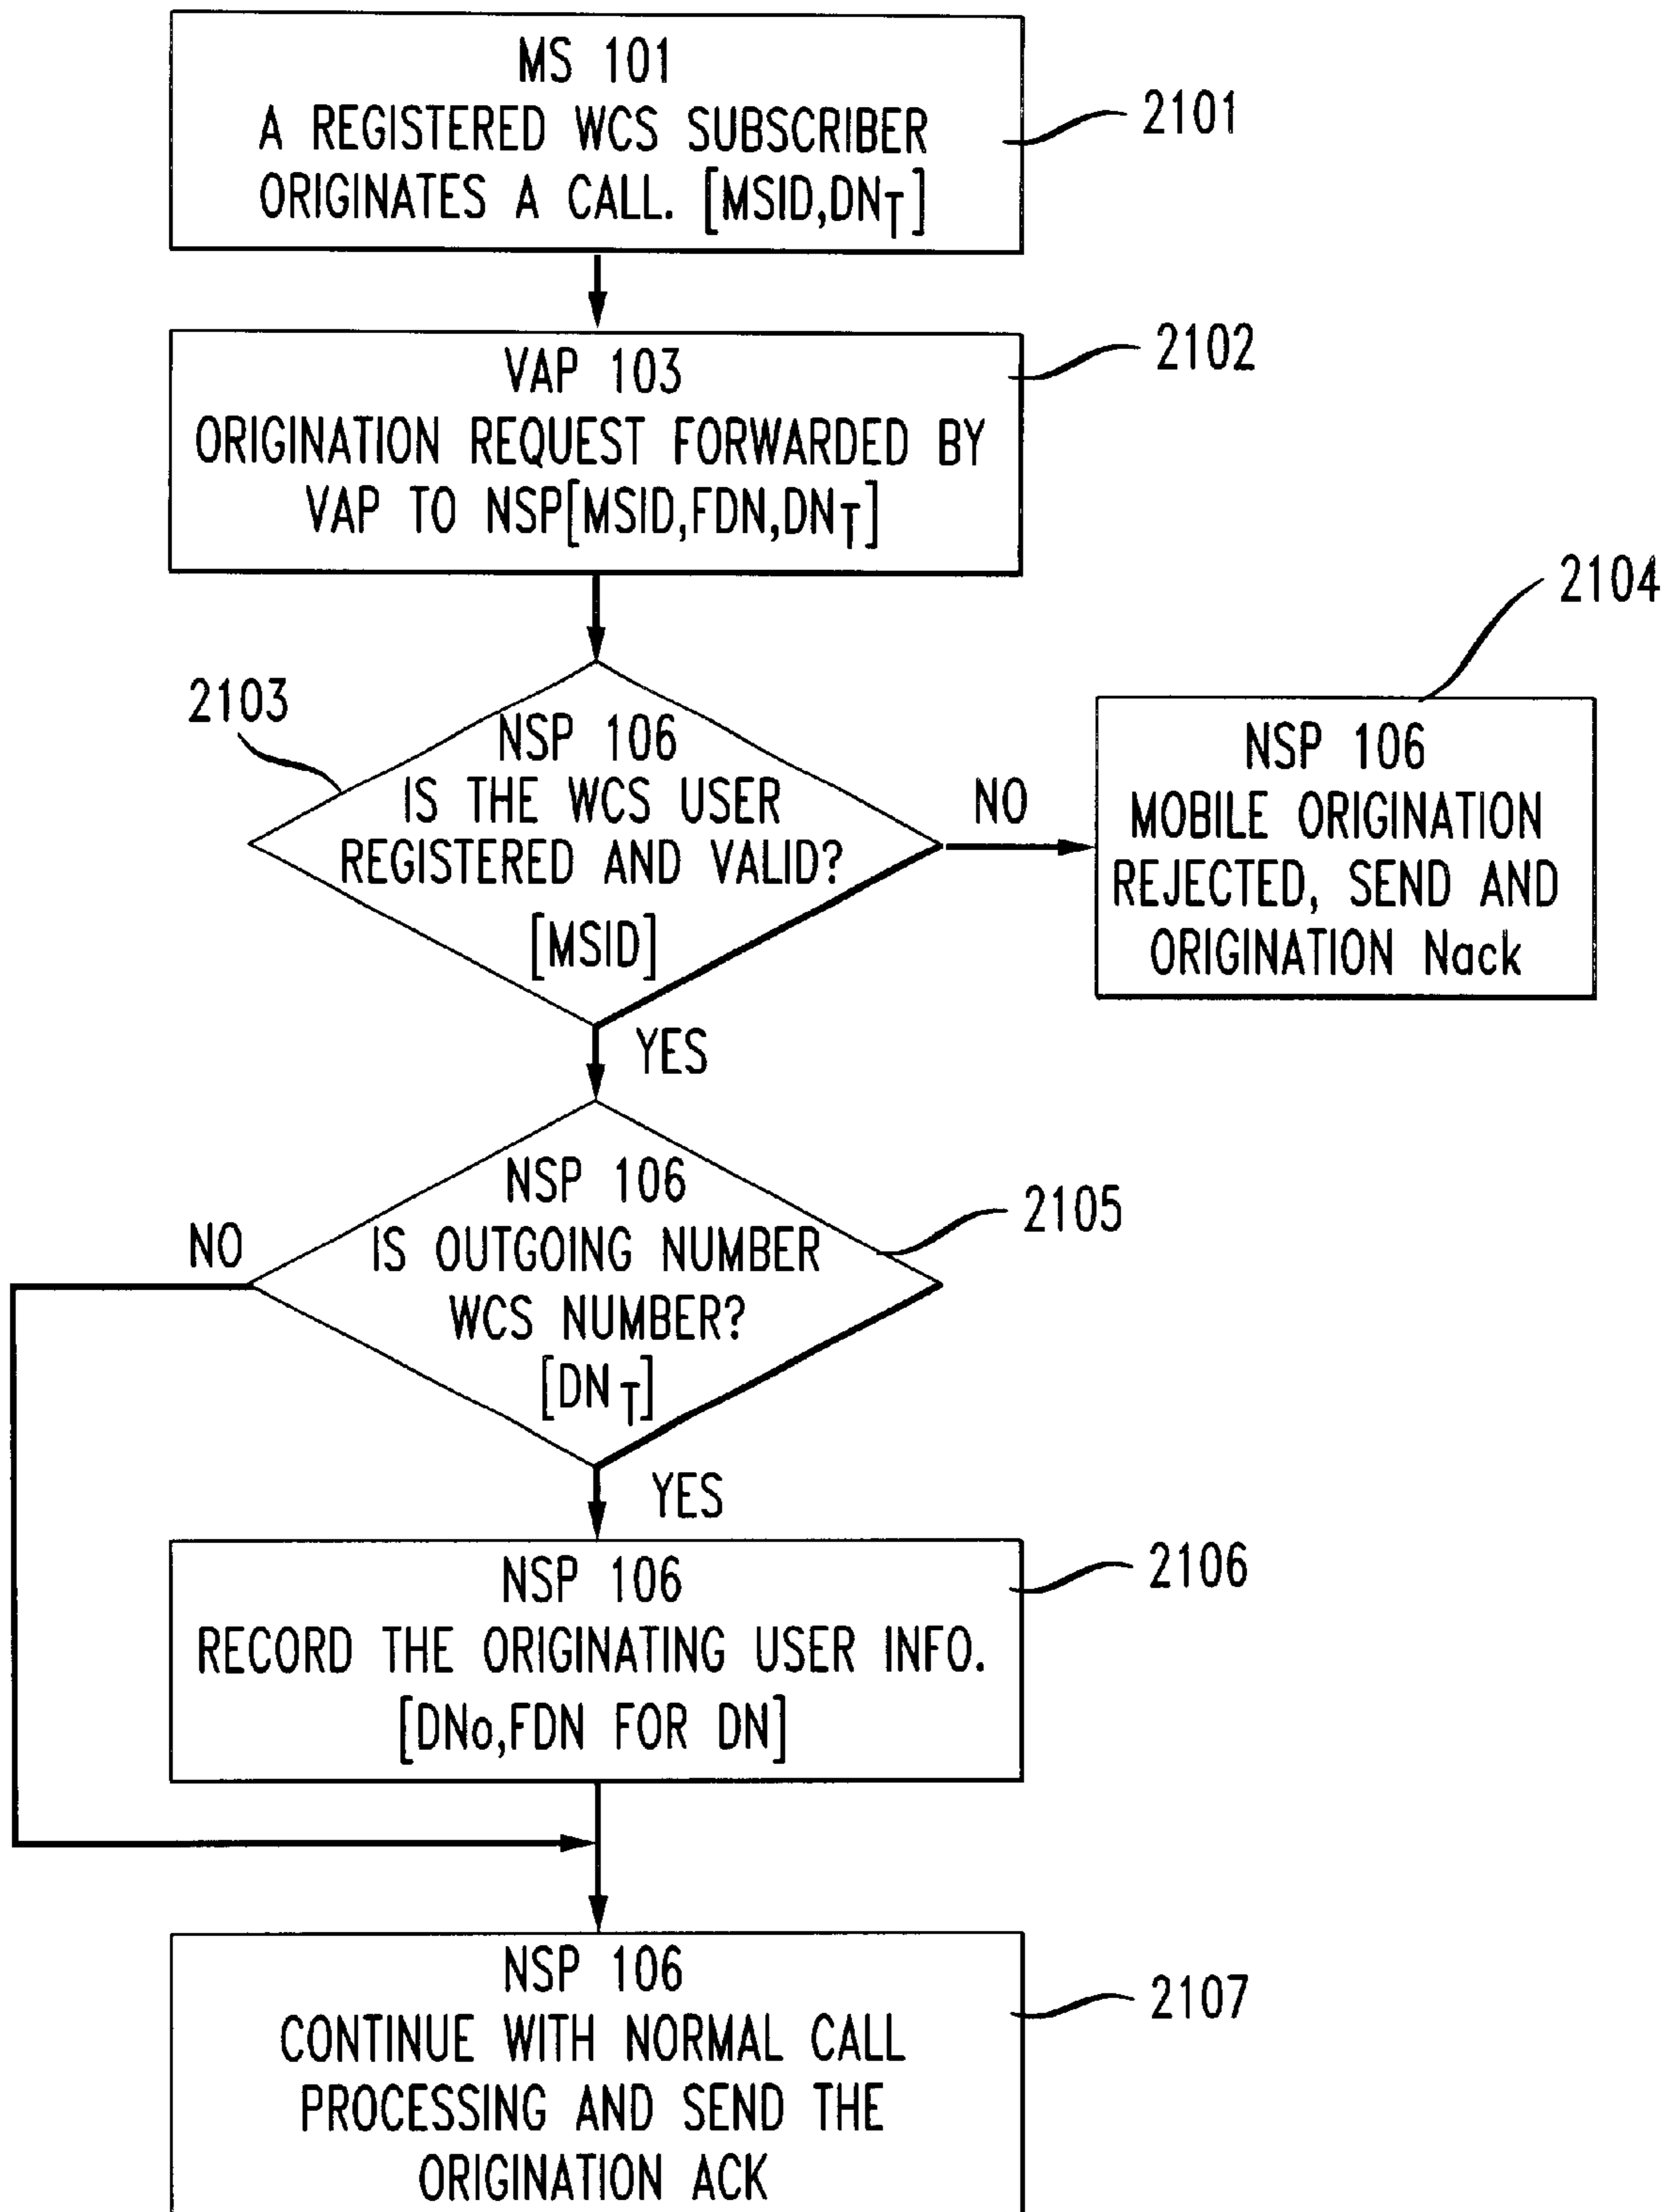 MS 101
A REGISTERED WCS SUBSCRIBER
ORIGINATES A CALL. [MSID,DNT]
2101
VAP 103
ORIGINATION REQUEST FORWARDED BY
VAP TO NSP[MSID,FDN,DNT]
2102
2103
NSP 106
IS THE WCS USER
REGISTERED AND VALID?
[MSID]
NO
YES
2104
NSP 106
MOBILE ORIGINATION
REJECTED, SEND AND
ORIGINATION Nack
NSP 106
IS OUTGOING NUMBER
WCS NUMBER?
[DNT]
2105
NO
YES
NSP 106
RECORD THE ORIGINATING USER INFO.
[DNo,FDN FOR DN]
2106
NSP 106
CONTINUE WITH NORMAL CALL
PROCESSING AND SEND THE
ORIGINATION ACK
2107